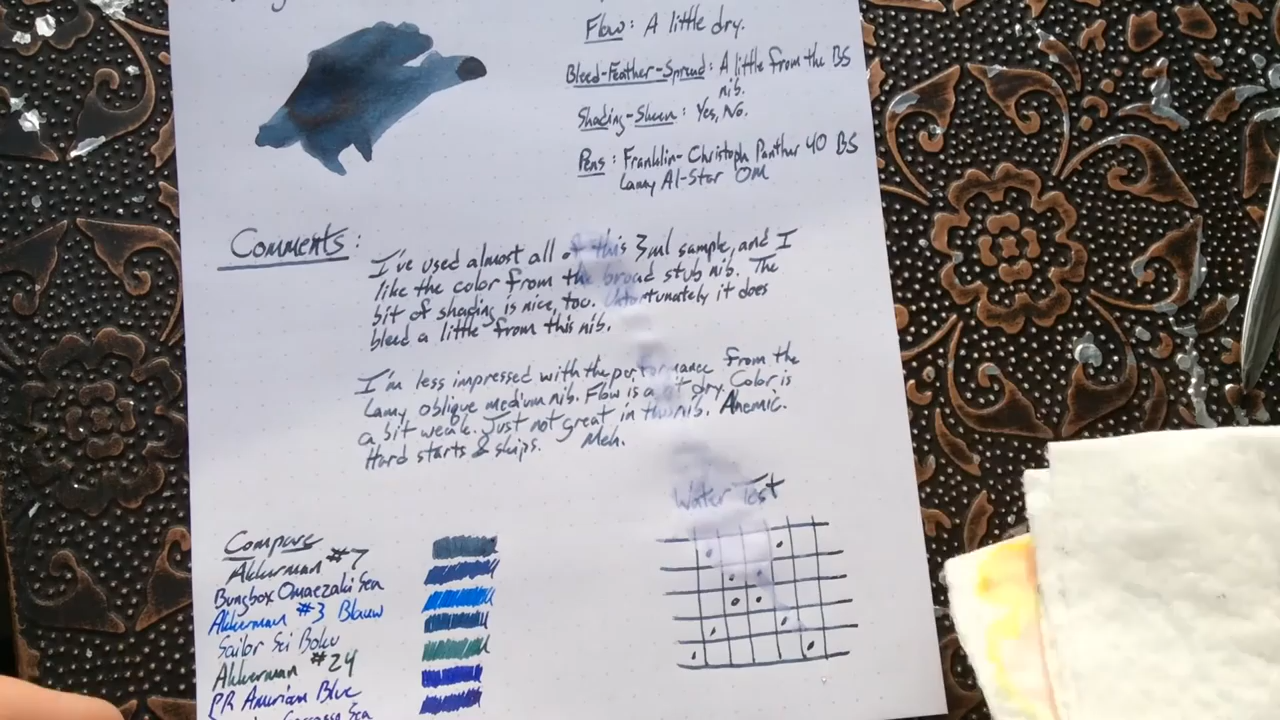 Flow: A little dry.
Bleed-Feather-Spread: A little from the BS
nib.
Shading-Sheen: Yes, No.
Pens: Franklin-Christoph Panther 40 BS
Lamy Al-Star OM
Comments:
I've used almost all of this 3ml sample, and I
like the color from the broad stub nib. The
bit of shading is nice, too. Unfortunately it does
bleed a little from this nib.
I'm less impressed with the performance from the
Lamy oblique medium nib. Flow is a bit dry. Color is
a bit weak. Just not great in this nib. Anemic.
Hard starts & skips. Meh.
Water Test
Compare
Akkerman #7
Bungbox Omaezaki Sea
Akkerman #3 Blauw
Sailor Sei Boku
Akkerman #24
PR American Blue
Sea